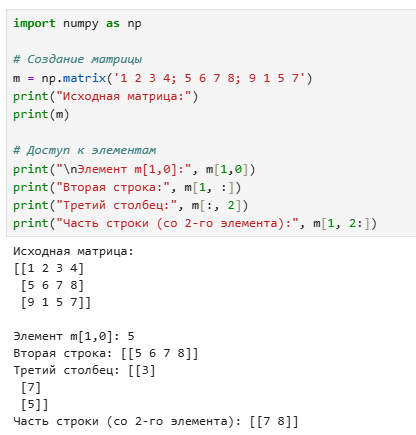 import numpy as np

# Создание матрицы
m = np.matrix('1 2 3 4; 5 6 7 8; 9 1 5 7')
print("Исходная матрица:")
print(m)

# Доступ к элементам
print("\nЭлемент m[1,0]:", m[1,0])
print("Вторая строка:", m[1, :])
print("Третий столбец:", m[:, 2])
print("Часть строки (со 2-го элемента):", m[1, 2:])
Исходная матрица:
[[1 2 3 4]
 [5 6 7 8]
 [9 1 5 7]]

Элемент m[1,0]: 5
Вторая строка: [[5 6 7 8]]
Третий столбец: [[3]
 [7]
 [5]]
Часть строки (со 2-го элемента): [[7 8]]